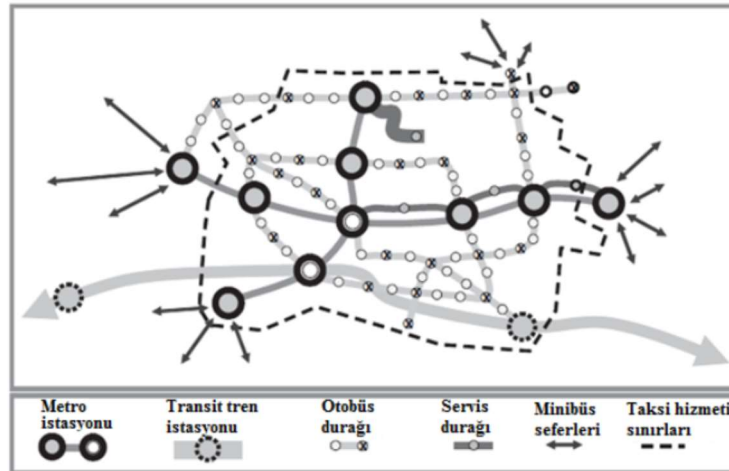 Metro istasyonu
Transit tren istasyonu
Otobüs durağı
Servis durağı
Minibüs seferleri
Taksi hizmeti sınırları